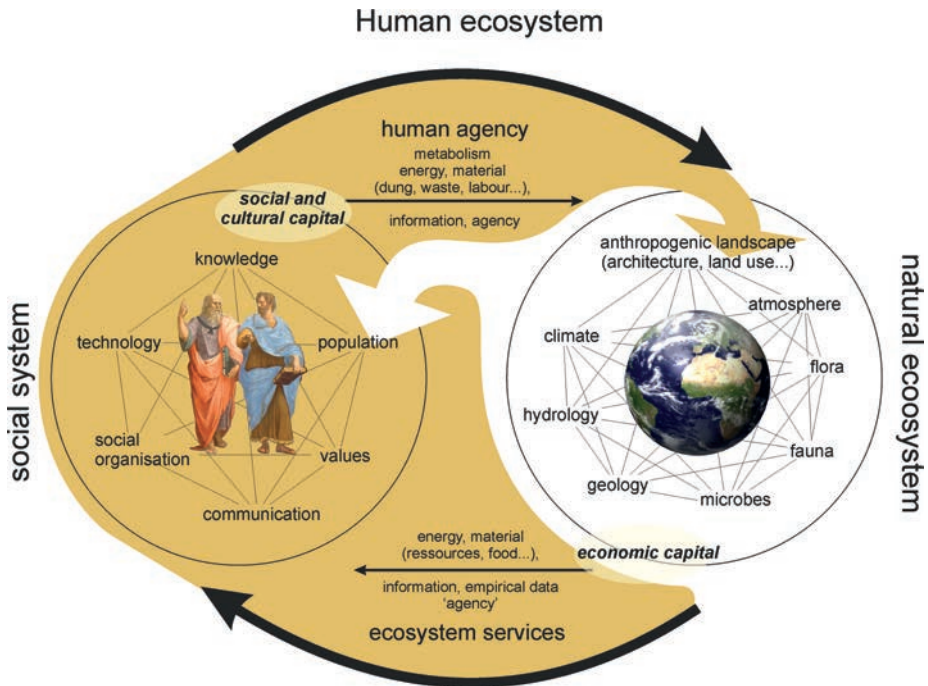 Human ecosystem
human agency
metabolism
energy, material
(dung, waste, labour...),
information, agency
social and
cultural capital
knowledge
technology
population
social
organisation
values
communication
social system
anthropogenic landscape
(architecture, land use...)
atmosphere
climate
flora
hydrology
fauna
geology
microbes
natural ecosystem
economic capital
energy, material
(ressources, food...),
information, empirical data
‘agency’
ecosystem services